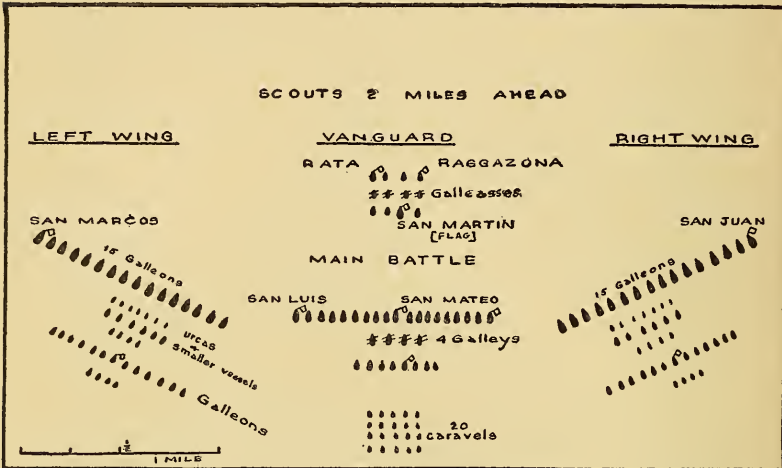 SCOUTS 2 MILES AHEAD
LEFT WING
VANGUARD
RIGHT WING
RATA
RAGGAZONA
Galleasses
SAN MARCOS
SAN MARTIN
[FLAG]
SAN JUAN
15 Galleons
MAIN BATTLE
15 Galleons
SAN LUIS
SAN MATEO
4 Galleys
urcas
+
smaller vessels
Galleons
20
caravels
½
1 MILE